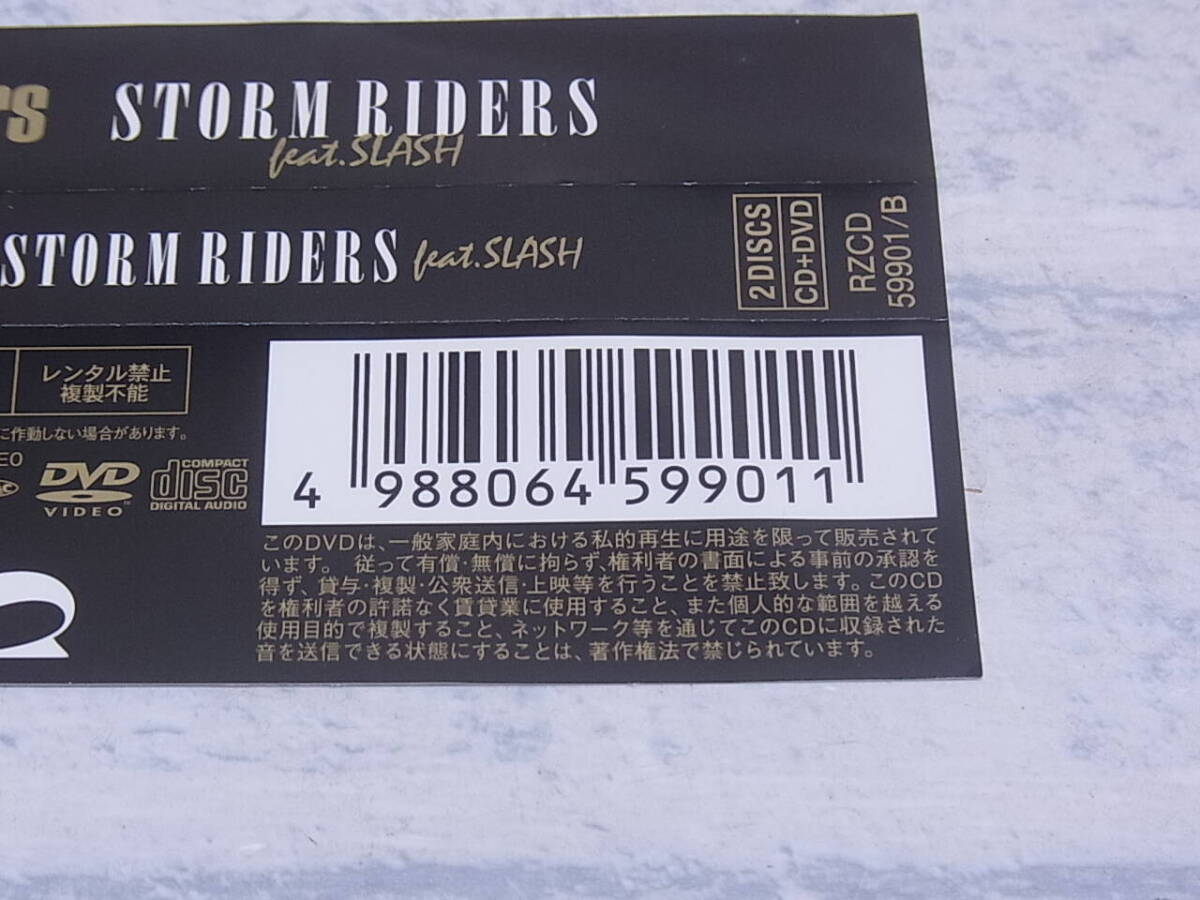 STORM RIDERS
feat.SLASH
STORM RIDERS feat.SLASH
2 DISCS
CD+DVD
RZCD
59901/B
レンタル禁止
複製不能
に作動しない場合があります。
DVD
VIDEO
COMPACT
disc
DIGITAL AUDIO
4 988064 599011
このDVDは、一般家庭内における私的再生に用途を限って販売されて
います。 従って有償・無償に拘らず、権利者の書面による事前の承認を
得ず、貸与・複製・公衆送信・上映等を行うことを禁止致します。このCD
を権利者の許諾なく賃貸業に使用すること、また個人的な範囲を越える
使用目的で複製すること、ネットワーク等を通じてこのCDに収録された
音を送信できる状態にすることは、著作権法で禁じられています。